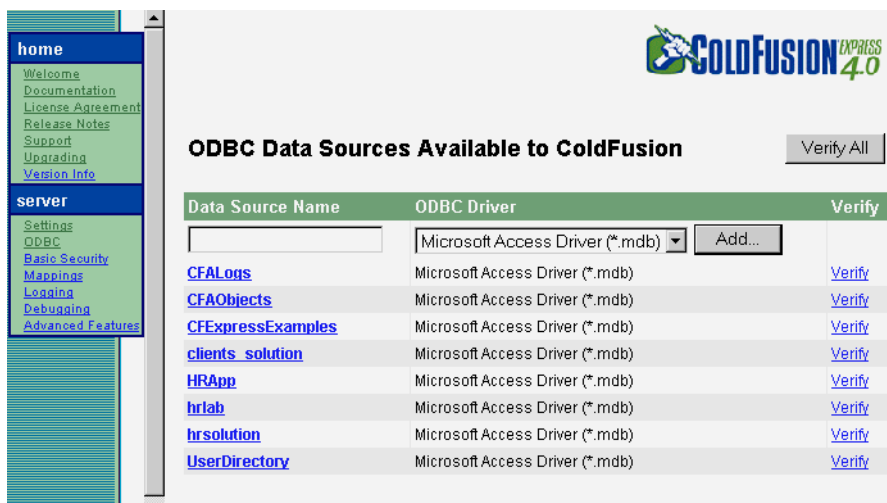 home
Welcome
Documentation
License Agreement
Release Notes
Support
Upgrading
Version Info
server
Settings
ODBC
Basic Security
Mappings
Logging
Debugging
Advanced Features
COLDFUSION EXPRESS 4.0
ODBC Data Sources Available to ColdFusion
Verify All
Data Source Name ODBC Driver Verify
Microsoft Access Driver (*.mdb) Add...
CFALogs Microsoft Access Driver (*.mdb) Verify
CFAObjects Microsoft Access Driver (*.mdb) Verify
CFExpressExamples Microsoft Access Driver (*.mdb) Verify
clients_solution Microsoft Access Driver (*.mdb) Verify
HRApp Microsoft Access Driver (*.mdb) Verify
hrlab Microsoft Access Driver (*.mdb) Verify
hrsolution Microsoft Access Driver (*.mdb) Verify
UserDirectory Microsoft Access Driver (*.mdb) Verify